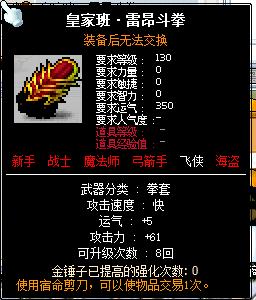 皇家班·雷昂斗拳
装备后无法交换
要求等级： 130
要求力量： 0
要求敏捷： 0
要求智力： 0
要求运气： 350
要求人气度： -
道具等级： -
道具经验值： -
新手 战士 魔法师 弓箭手 飞侠 海盗
武器分类 : 拳套
攻击速度 : 快
运气 : +5
攻击力 : +61
可升级次数 : 8回
金锤子已提高的强化次数: 0
使用宿命剪刀，可以使物品交易1次。